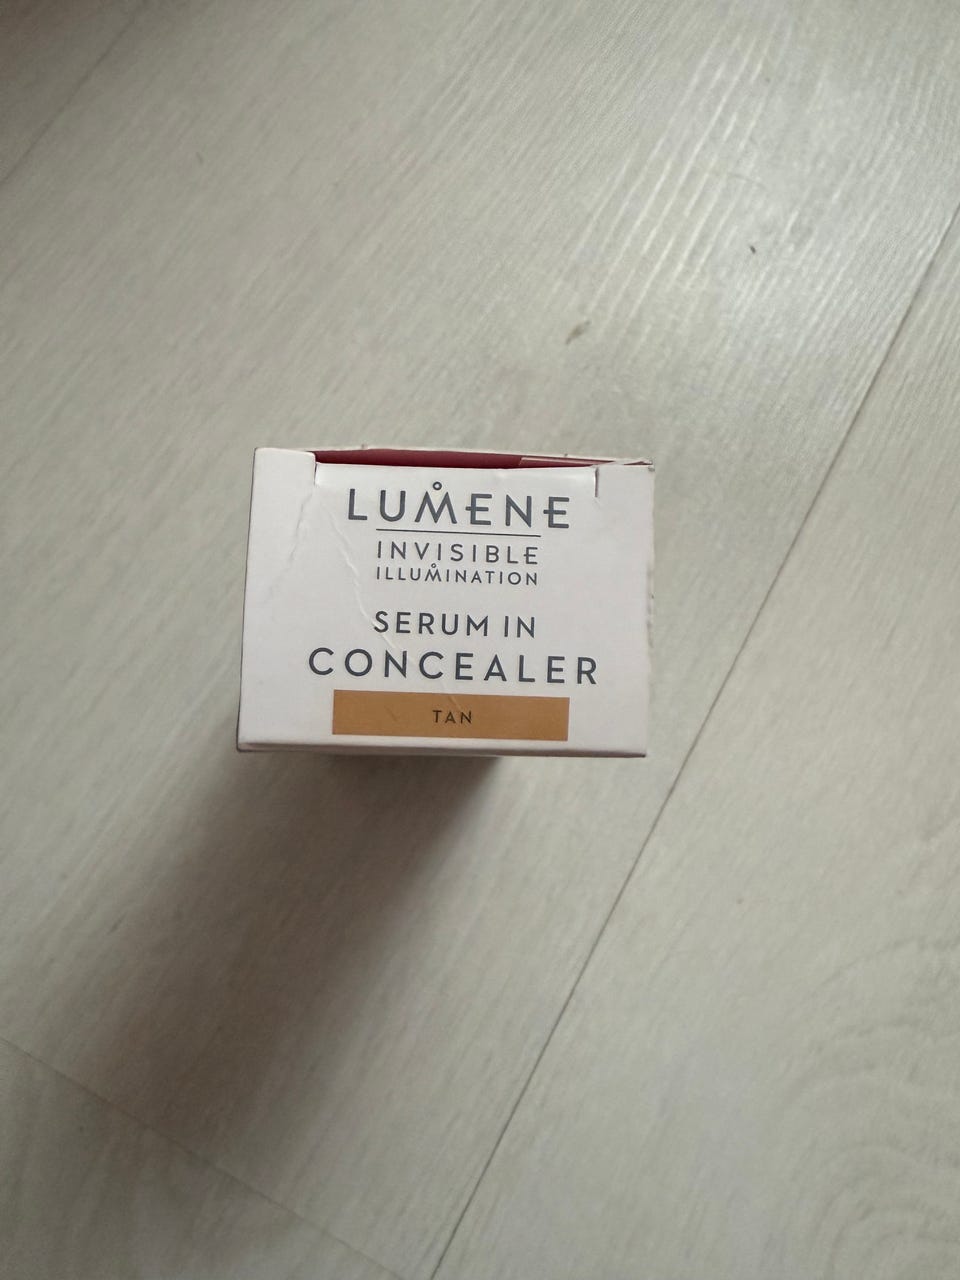 LUMENE
INVISIBLE
ILLUMINATION
SERUM IN
CONCEALER
TAN